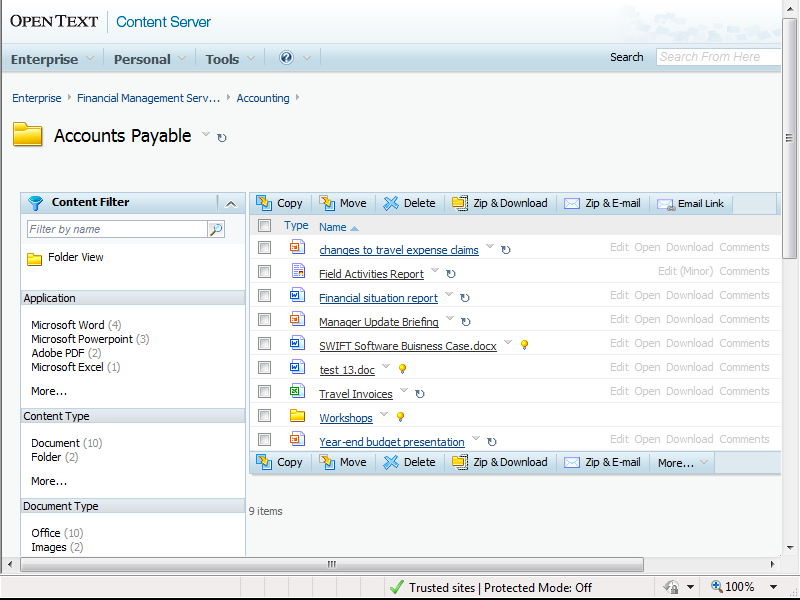 OPEN TEXT Content Server
Enterprise Personal Tools ? Search Search From Here
Enterprise Financial Management Serv... Accounting
Accounts Payable
Content Filter
Filter by name
Folder View
Application
Microsoft Word (4)
Microsoft Powerpoint (3)
Adobe PDF (2)
Microsoft Excel (1)
More...
Content Type
Document (10)
Folder (2)
More...
Document Type
Office (10)
Images (2)
Copy Move Delete Zip & Download Zip & E-mail Email Link
Type Name
changes to travel expense claims Edit Open Download Comments
Field Activities Report Edit (Minor) Comments
Financial situation report Edit Open Download Comments
Manager Update Briefing Edit Open Download Comments
SWIFT Software Buisness Case.docx Edit Open Download Comments
test 13.doc Edit Open Download Comments
Travel Invoices Edit Open Download Comments
Workshops
Year-end budget presentation Edit Open Download Comments
Copy Move Delete Zip & Download Zip & E-mail More...
9 items
Trusted sites | Protected Mode: Off 100%